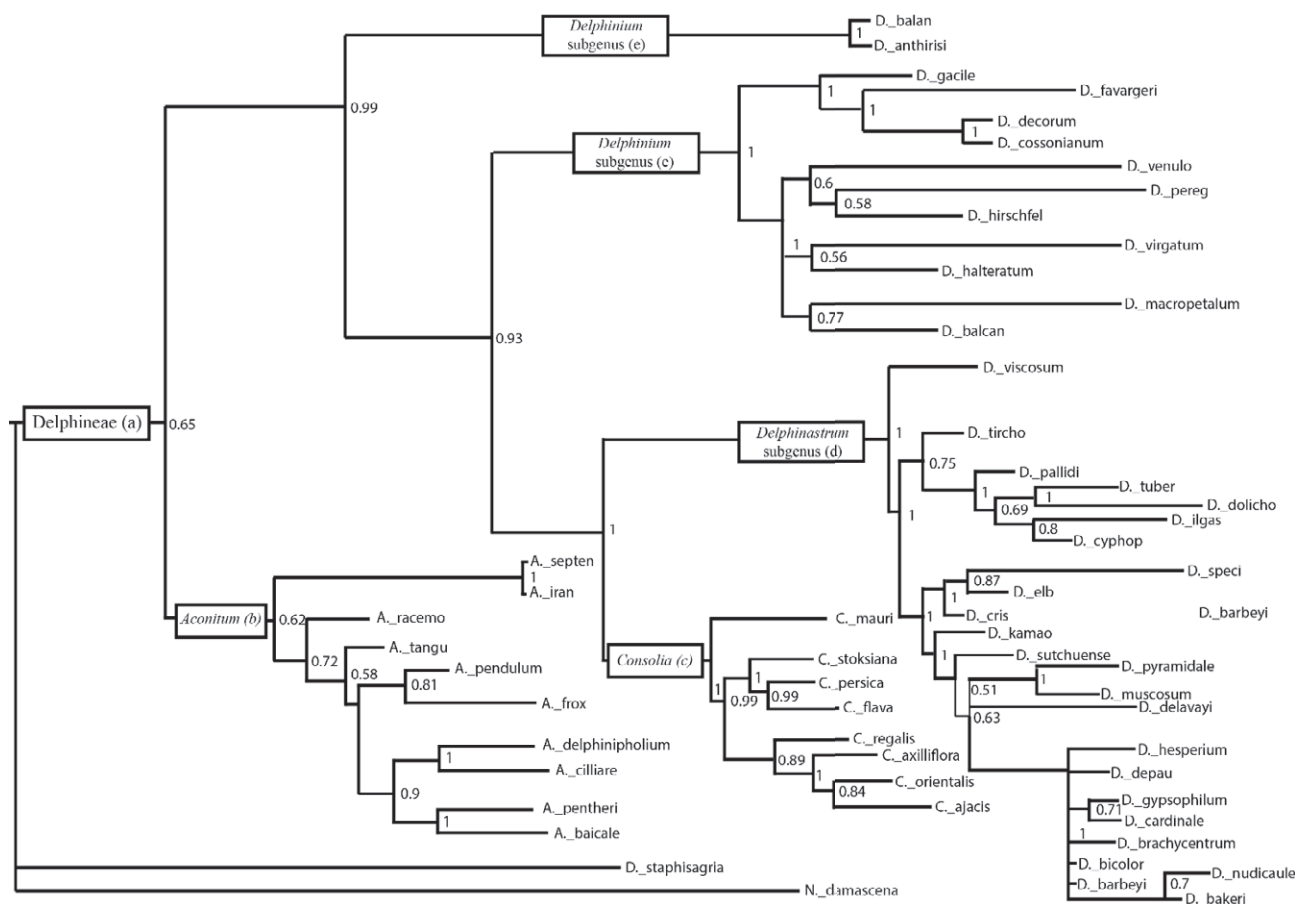 Delphinium
subgenus (e)
D._balan
1
D._anthirisi
0.99
D._gacile
1
D._favargeri
1
D._decorum
1
D._cossonianum
Delphinium
subgenus (e)
1
D._venulo
0.6
D._pereg
0.58
D._hirschfel
D._virgatum
1
0.56
D._halteratum
D._macropetalum
0.77
D._balcan
0.93
D._viscosum
Delphineae (a)
0.65
Delphinastrum
subgenus (d)
1
D._tircho
0.75
D._pallidi
1
D._tuber
1
0.69
D._dolicho
D._ilgas
0.8
D._cyphop
1
1
A._septen
1
A._iran
D._speci
0.87
D._elb
1
D._cris
D._barbeyi
1
Aconitum (b)
0.62
A._racemo
C._mauri
D._kamao
A._tangu
0.72
0.58
A._pendulum
0.81
A._frox
Consolia (c)
1
C._stoksiana
1
C._persica
0.99
0.99
C._flava
1
D._sutchuense
D._pyramidale
0.51
1
D._muscosum
D._delavayi
0.63
A._delphinipholium
1
A._cilliare
0.9
A._pentheri
1
A._baicale
C._regalis
0.89
C._axilliflora
1
C._orientalis
0.84
C._ajacis
D._hesperium
D._depau
D._gypsophilum
0.71
D._cardinale
1
D._brachycentrum
D._bicolor
D._nudicaule
D._barbeyi
0.7
D._bakeri
D._staphisagria
N._damascena